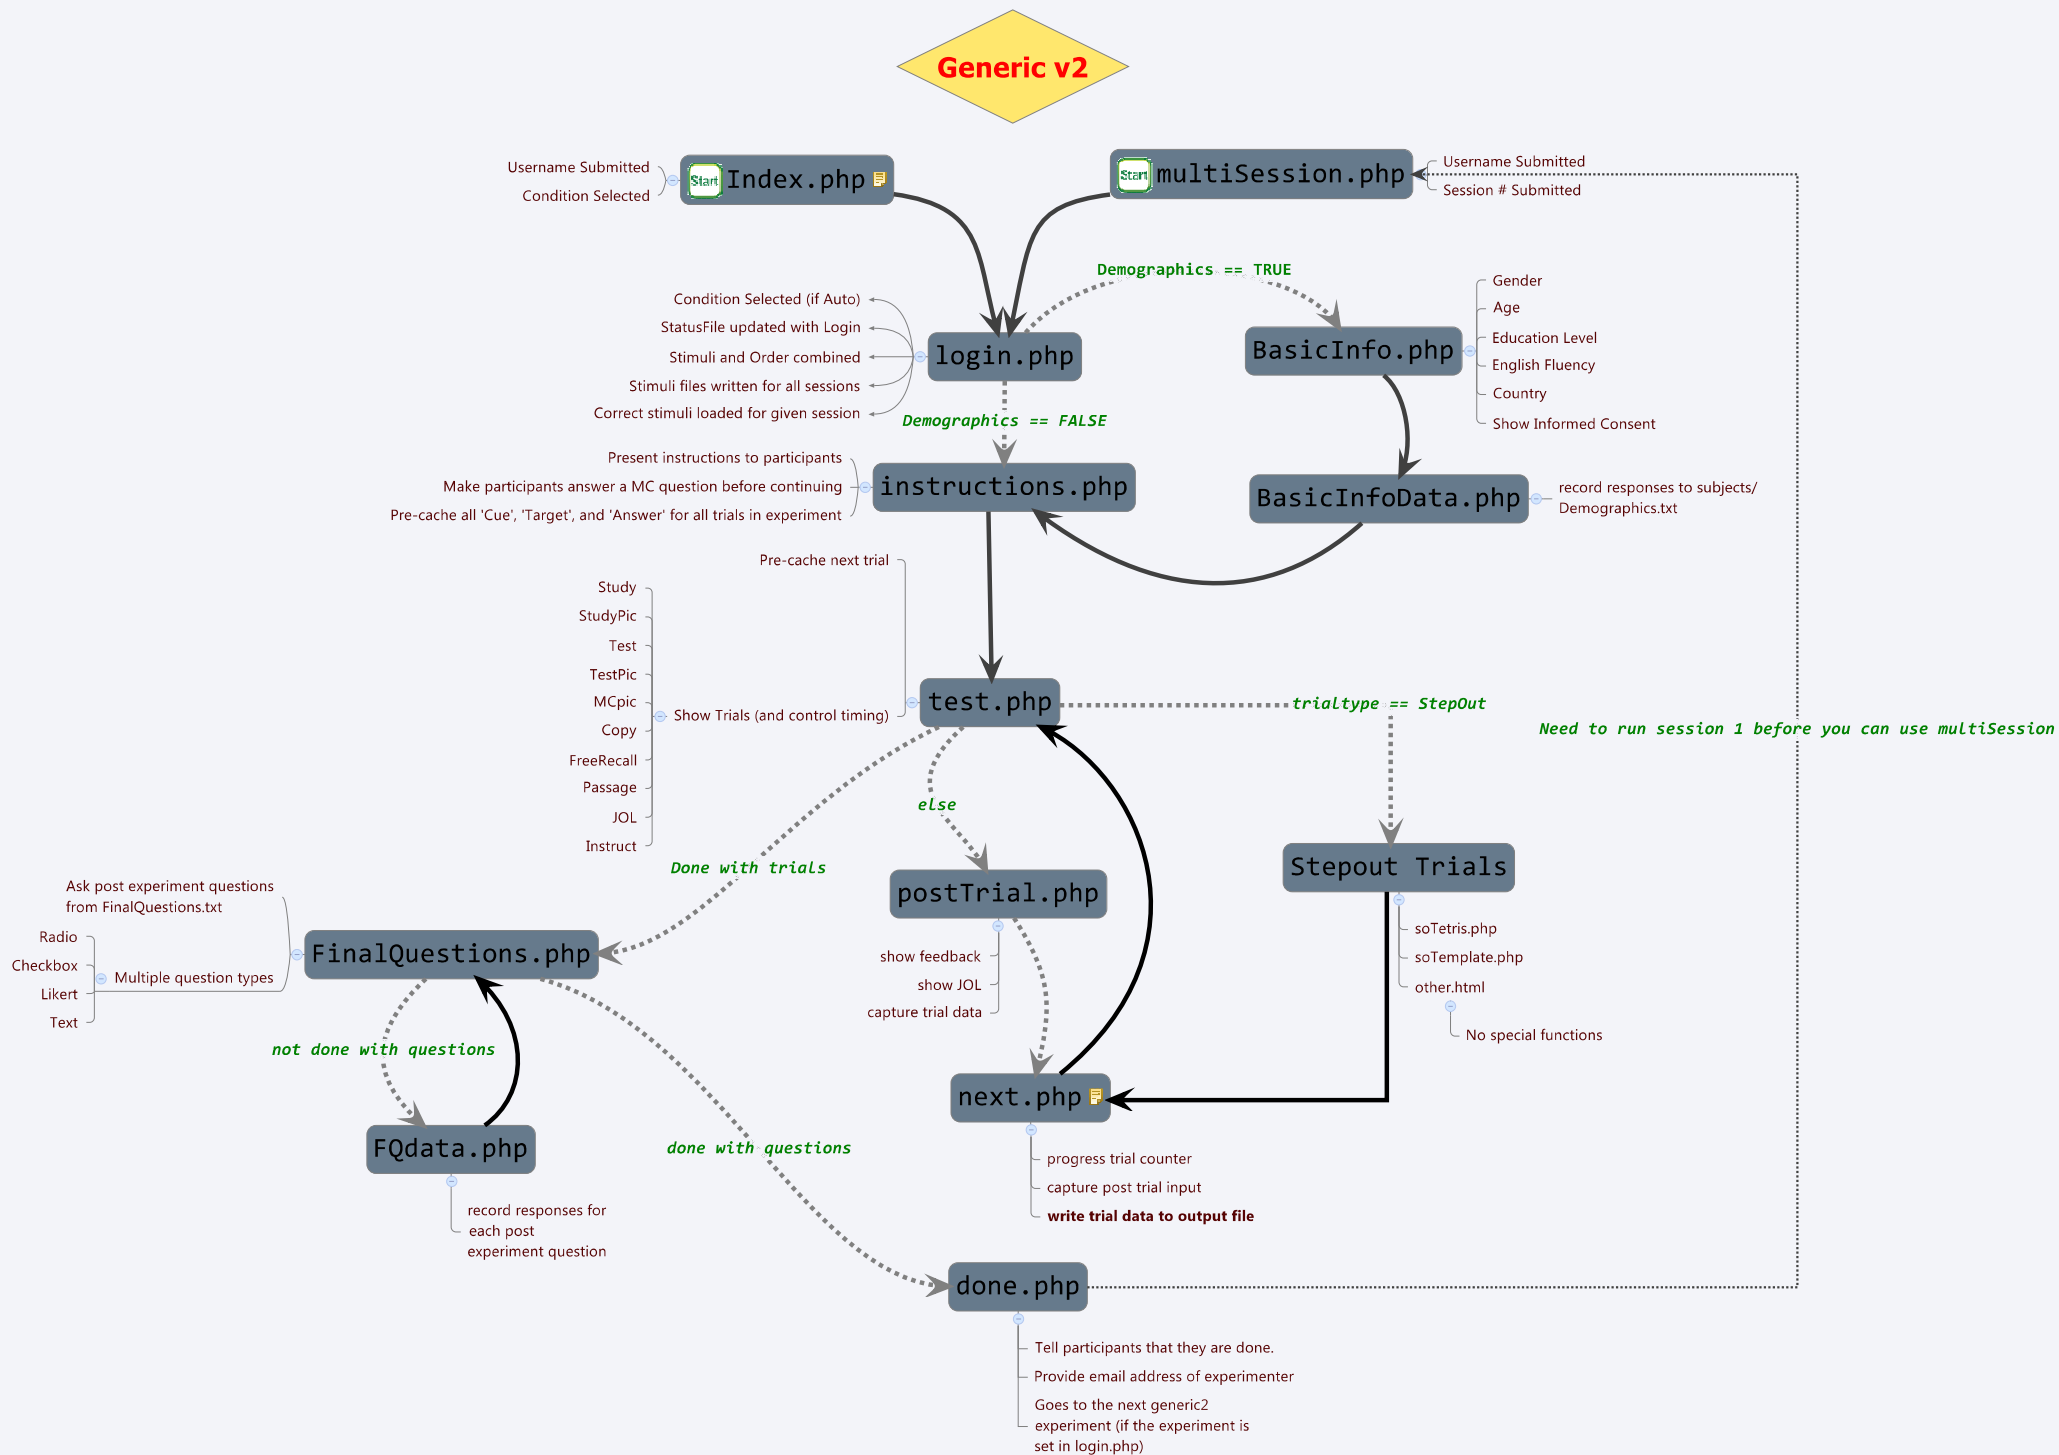 Generic v2
Username Submitted
Condition Selected
Start
Index.php
Start
multiSession.php
Username Submitted
Session # Submitted
Demographics == TRUE
Condition Selected (if Auto)
StatusFile updated with Login
Stimuli and Order combined
Stimuli files written for all sessions
Correct stimuli loaded for given session
login.php
BasicInfo.php
Gender
Age
Education Level
English Fluency
Country
Show Informed Consent
Demographics == FALSE
Present instructions to participants
Make participants answer a MC question before continuing
Pre-cache all 'Cue', 'Target', and 'Answer' for all trials in experiment
instructions.php
BasicInfoData.php
record responses to subjects/
Demographics.txt
Pre-cache next trial
Study
StudyPic
Test
TestPic
MCpic
Copy
FreeRecall
Passage
JOL
Instruct
Show Trials (and control timing)
test.php
trialtype == StepOut
Need to run session 1 before you can use multiSession
else
Done with trials
Stepout Trials
soTetris.php
soTemplate.php
other.html
No special functions
postTrial.php
show feedback
show JOL
capture trial data
Ask post experiment questions
from FinalQuestions.txt
Radio
Checkbox
Likert
Text
Multiple question types
FinalQuestions.php
not done with questions
FQdata.php
record responses for
each post
experiment question
done with questions
next.php
progress trial counter
capture post trial input
write trial data to output file
done.php
Tell participants that they are done.
Provide email address of experimenter
Goes to the next generic2
experiment (if the experiment is
set in login.php)